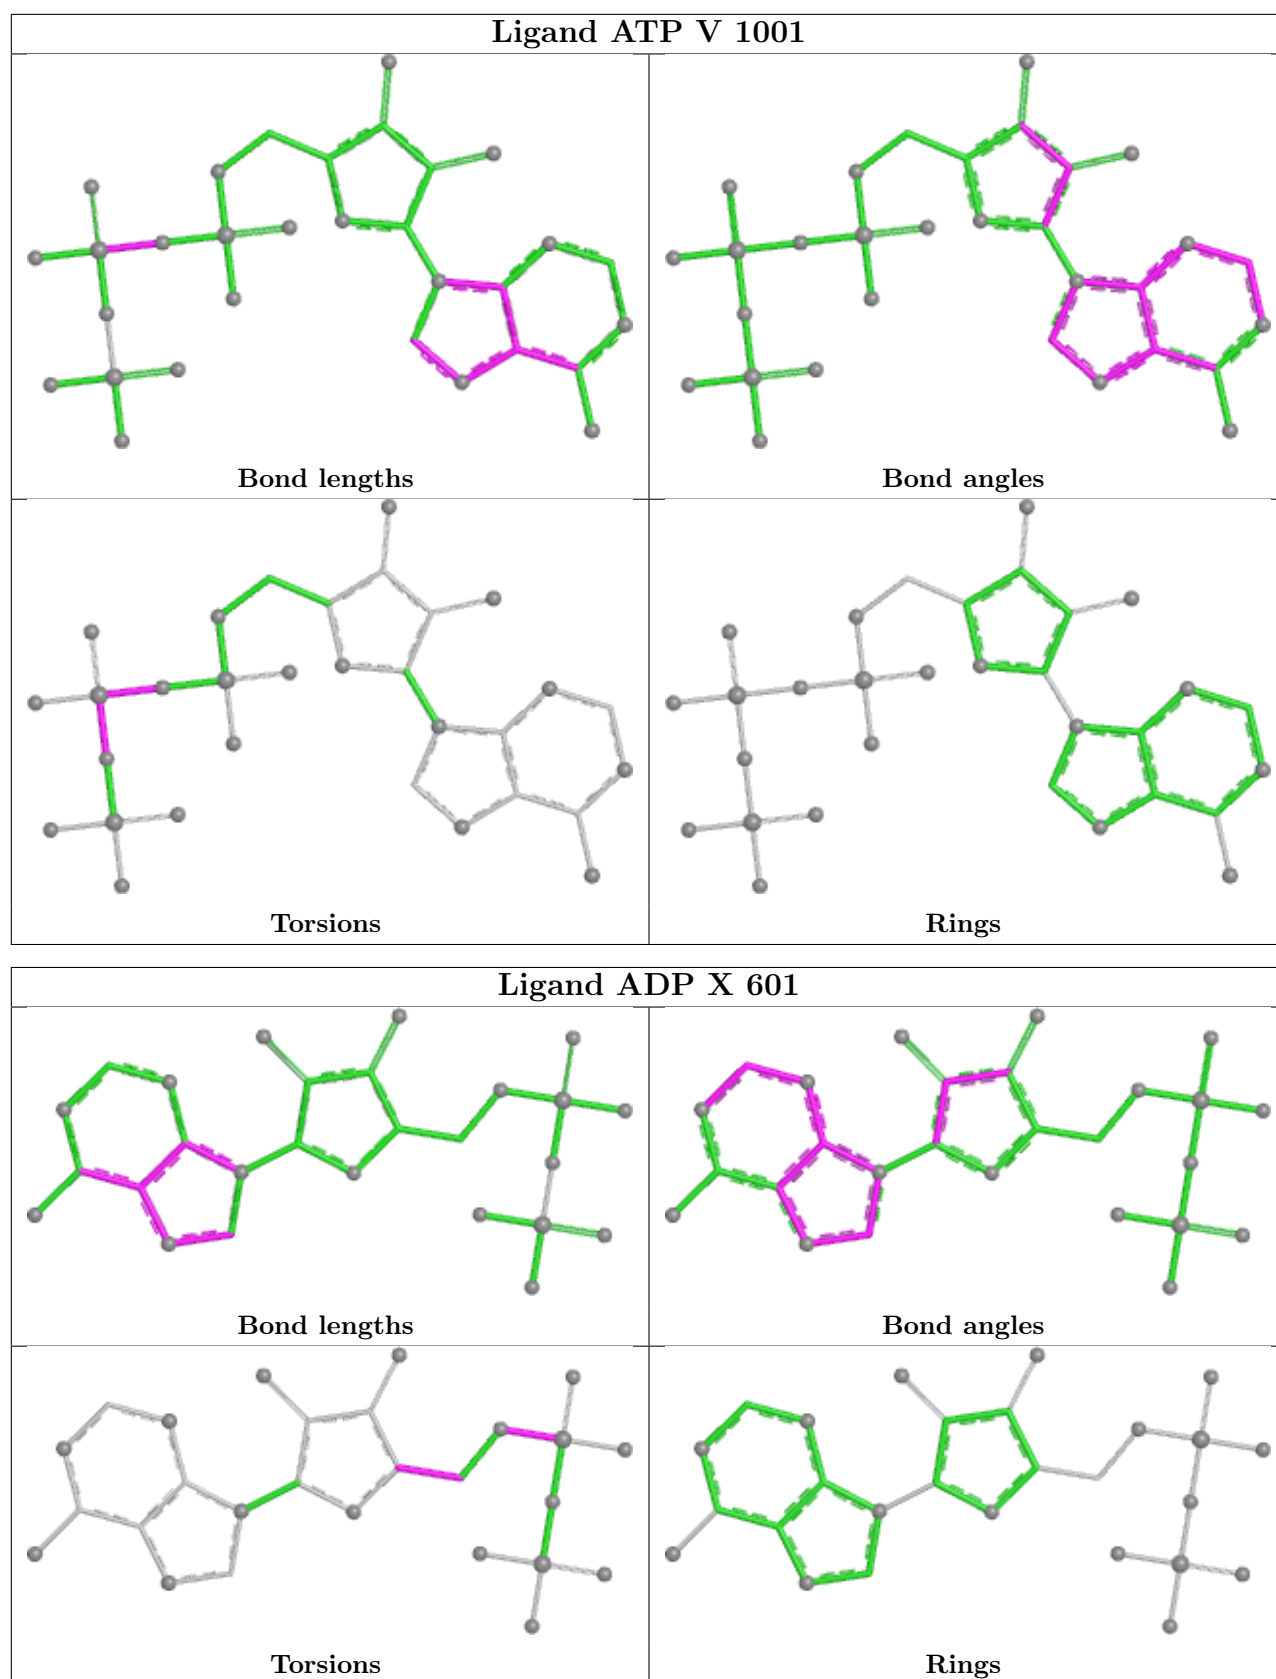 Ligand ATP V 1001
Bond lengths
Bond angles
Torsions
Rings
Ligand ADP X 601
Bond lengths
Bond angles
Torsions
Rings